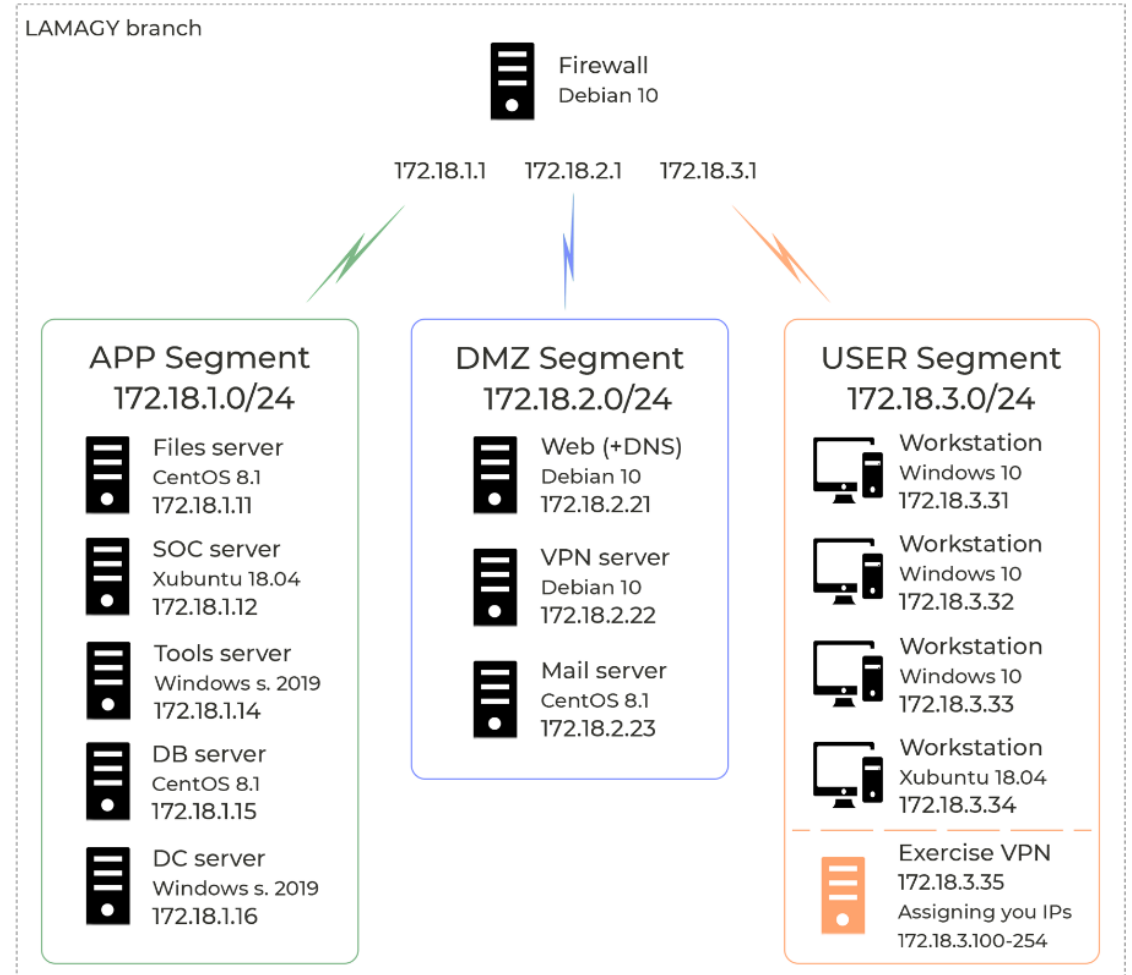 LAMAGY branch
Firewall
Debian 10
172.18.1.1
172.18.2.1
172.18.3.1
APP Segment
172.18.1.0/24
Files server
CentOS 8.1
172.18.1.11
SOC server
Xubuntu 18.04
172.18.1.12
Tools server
Windows s. 2019
172.18.1.14
DB server
CentOS 8.1
172.18.1.15
DC server
Windows s. 2019
172.18.1.16
DMZ Segment
172.18.2.0/24
Web (+DNS)
Debian 10
172.18.2.21
VPN server
Debian 10
172.18.2.22
Mail server
CentOS 8.1
172.18.2.23
USER Segment
172.18.3.0/24
Workstation
Windows 10
172.18.3.31
Workstation
Windows 10
172.18.3.32
Workstation
Windows 10
172.18.3.33
Workstation
Xubuntu 18.04
172.18.3.34
Exercise VPN
172.18.3.35
Assigning you IPs
172.18.3.100-254